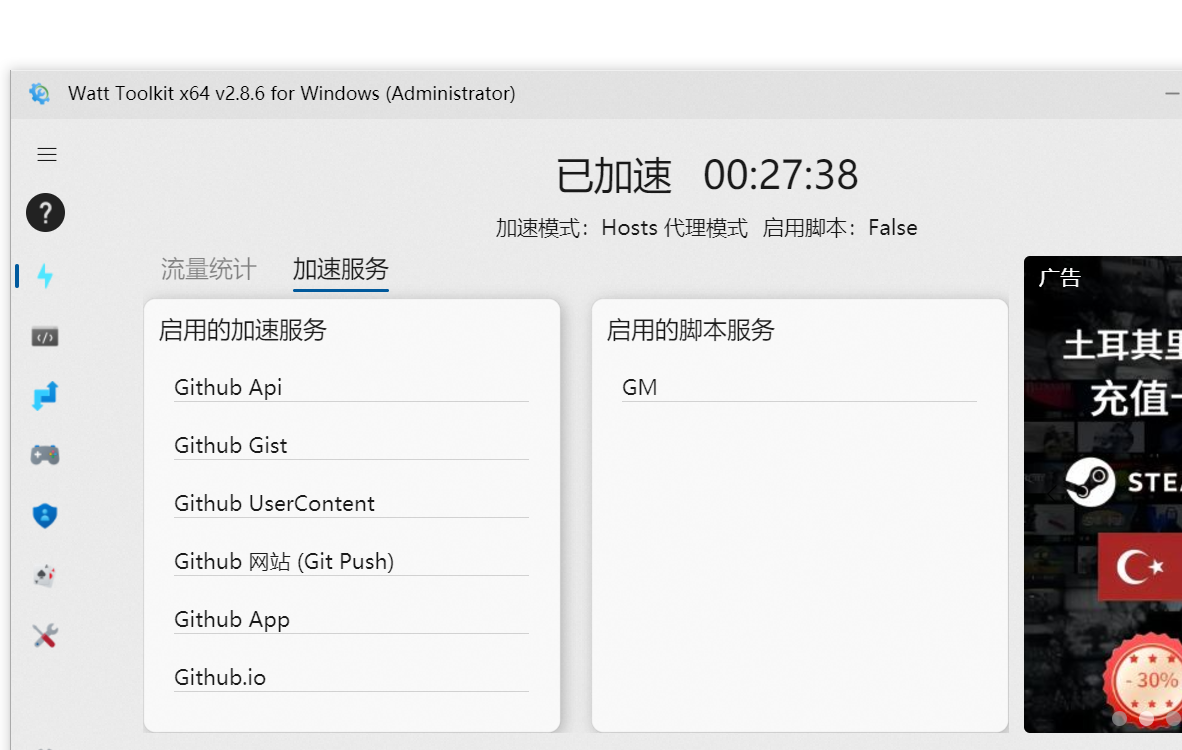 Watt Toolkit x64 v2.8.6 for Windows (Administrator)
已加速 00:27:38
加速模式：Hosts 代理模式 启用脚本：False
流量统计 加速服务
启用的加速服务
Github Api
Github Gist
Github UserContent
Github 网站 (Git Push)
Github App
Github.io
启用的脚本服务
GM
广告
土耳其里
充值
STEA
- 30%